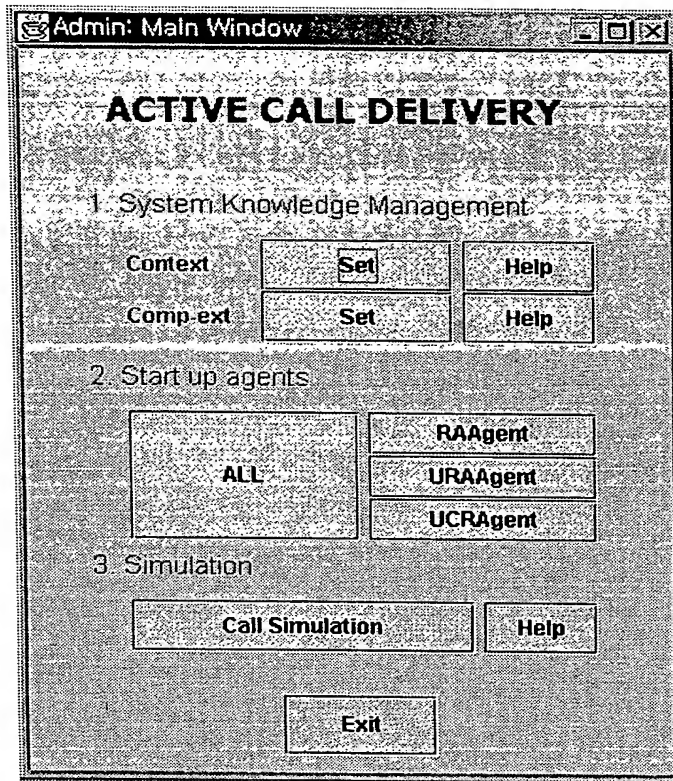 Admin: Main Window
ACTIVE CALL DELIVERY
1. System Knowledge Management
Context Set Help
Comp-ext Set Help
2. Start up agents
ALL
RAAgent
URAAgent
UCRAgent
3. Simulation
Call Simulation Help
Exit